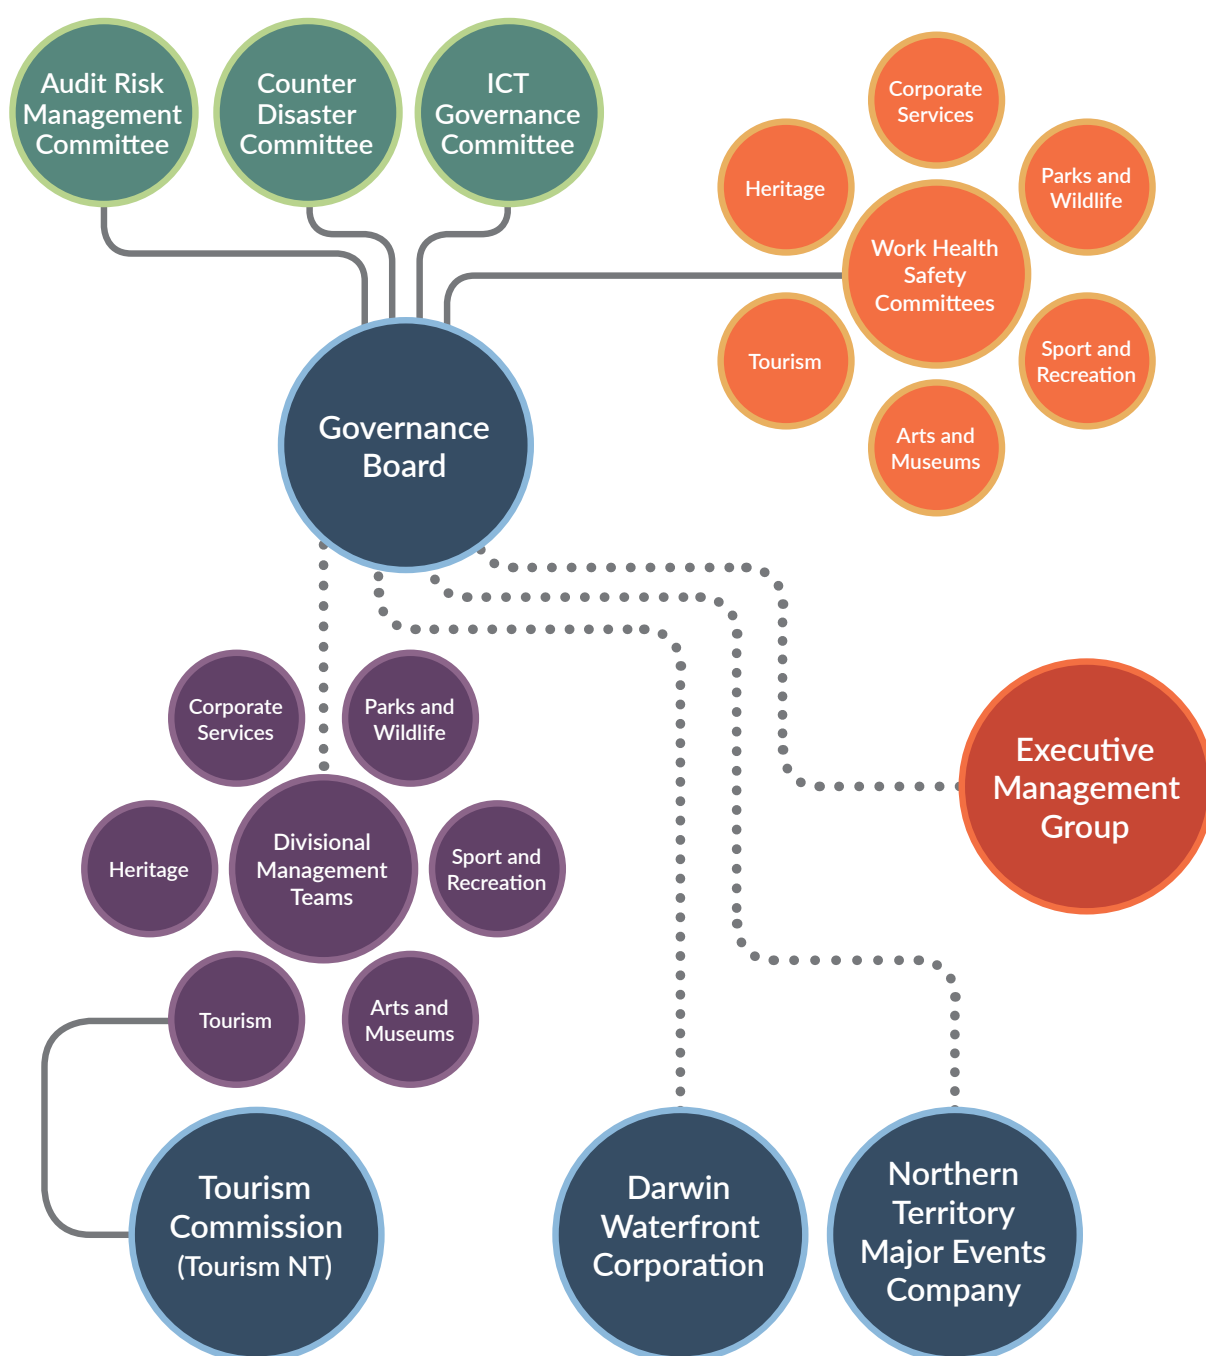 Audit Risk
Management
Committee
Counter
Disaster
Committee
ICT
Governance
Committee
Corporate
Services
Heritage
Parks and
Wildlife
Work Health
Safety
Committees
Tourism
Sport and
Recreation
Arts and
Museums
Governance
Board
Corporate
Services
Parks and
Wildlife
Heritage
Divisional
Management
Teams
Sport and
Recreation
Tourism
Arts and
Museums
Executive
Management
Group
Tourism
Commission
(Tourism NT)
Darwin
Waterfront
Corporation
Northern
Territory
Major Events
Company